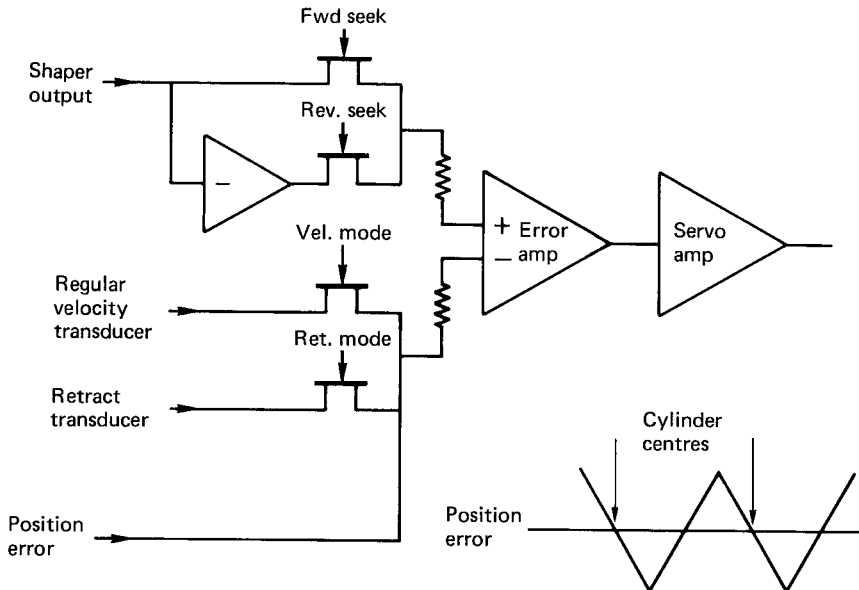 Fwd seek
Shaper
output
Rev. seek
−
Vel. mode
+
−
Error
amp
Servo
amp
Regular
velocity
transducer
Ret. mode
Retract
transducer
Cylinder
centres
Position
error
Position
error